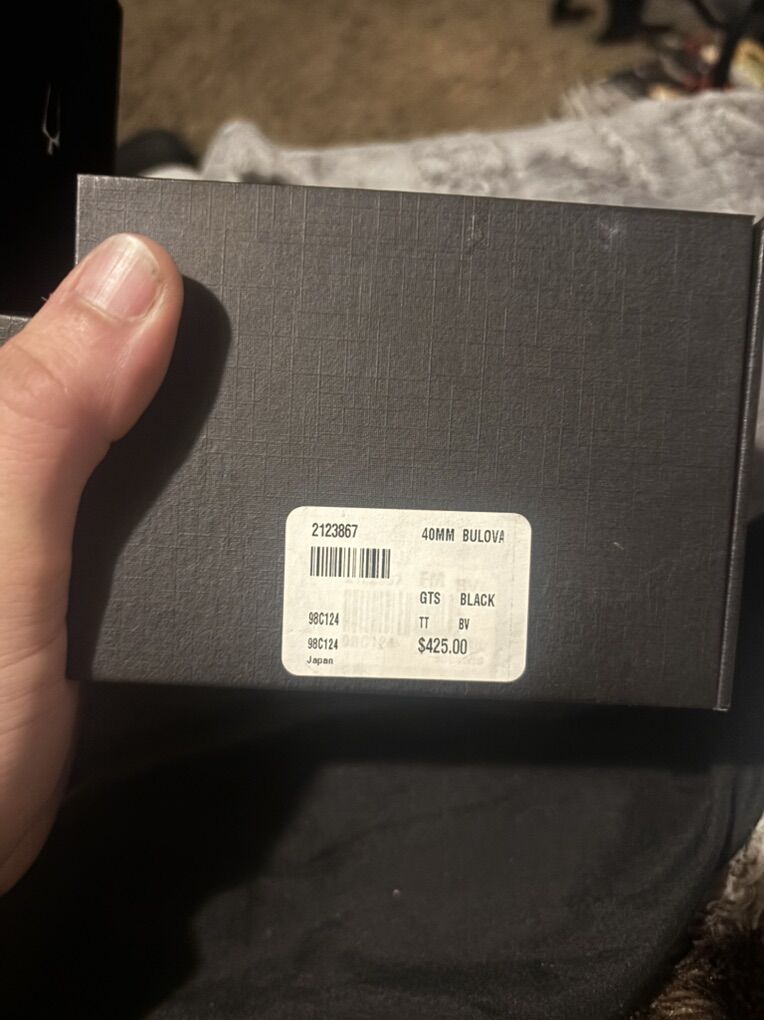 2123867 40MM BULOVA
GTS BLACK
98C124 TT BV
98C124 $425.00
Japan